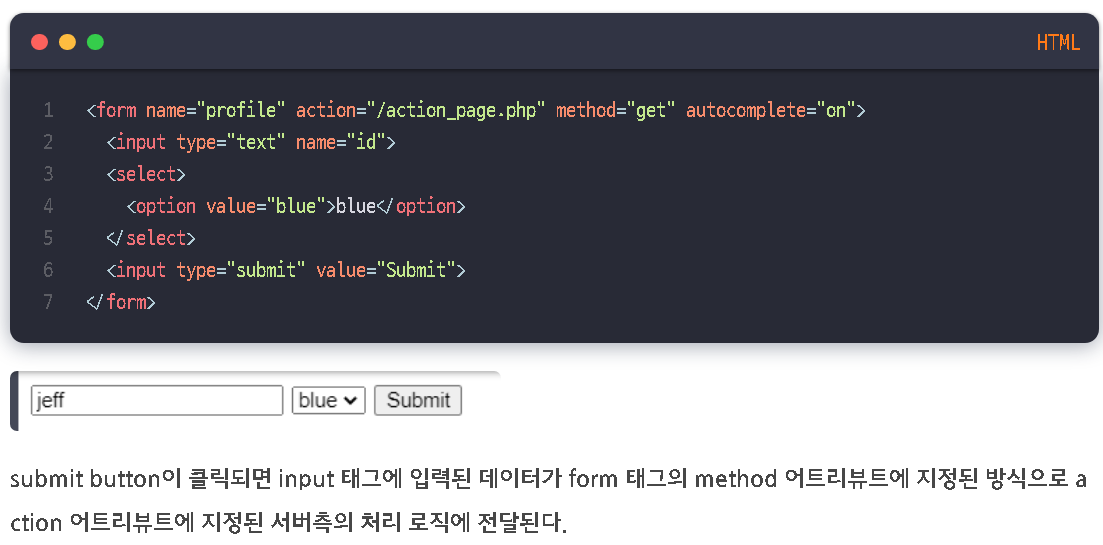 HTML
1 <form name="profile" action="/action_page.php" method="get" autocomplete="on">
2 <input type="text" name="id">
3 <select>
4 <option value="blue">blue</option>
5 </select>
6 <input type="submit" value="Submit">
7 </form>
jeff blue Submit
submit button이 클릭되면 input 태그에 입력된 데이터가 form 태그의 method 어트리뷰트에 지정된 방식으로 a
ction 어트리뷰트에 지정된 서버측의 처리 로직에 전달된다.